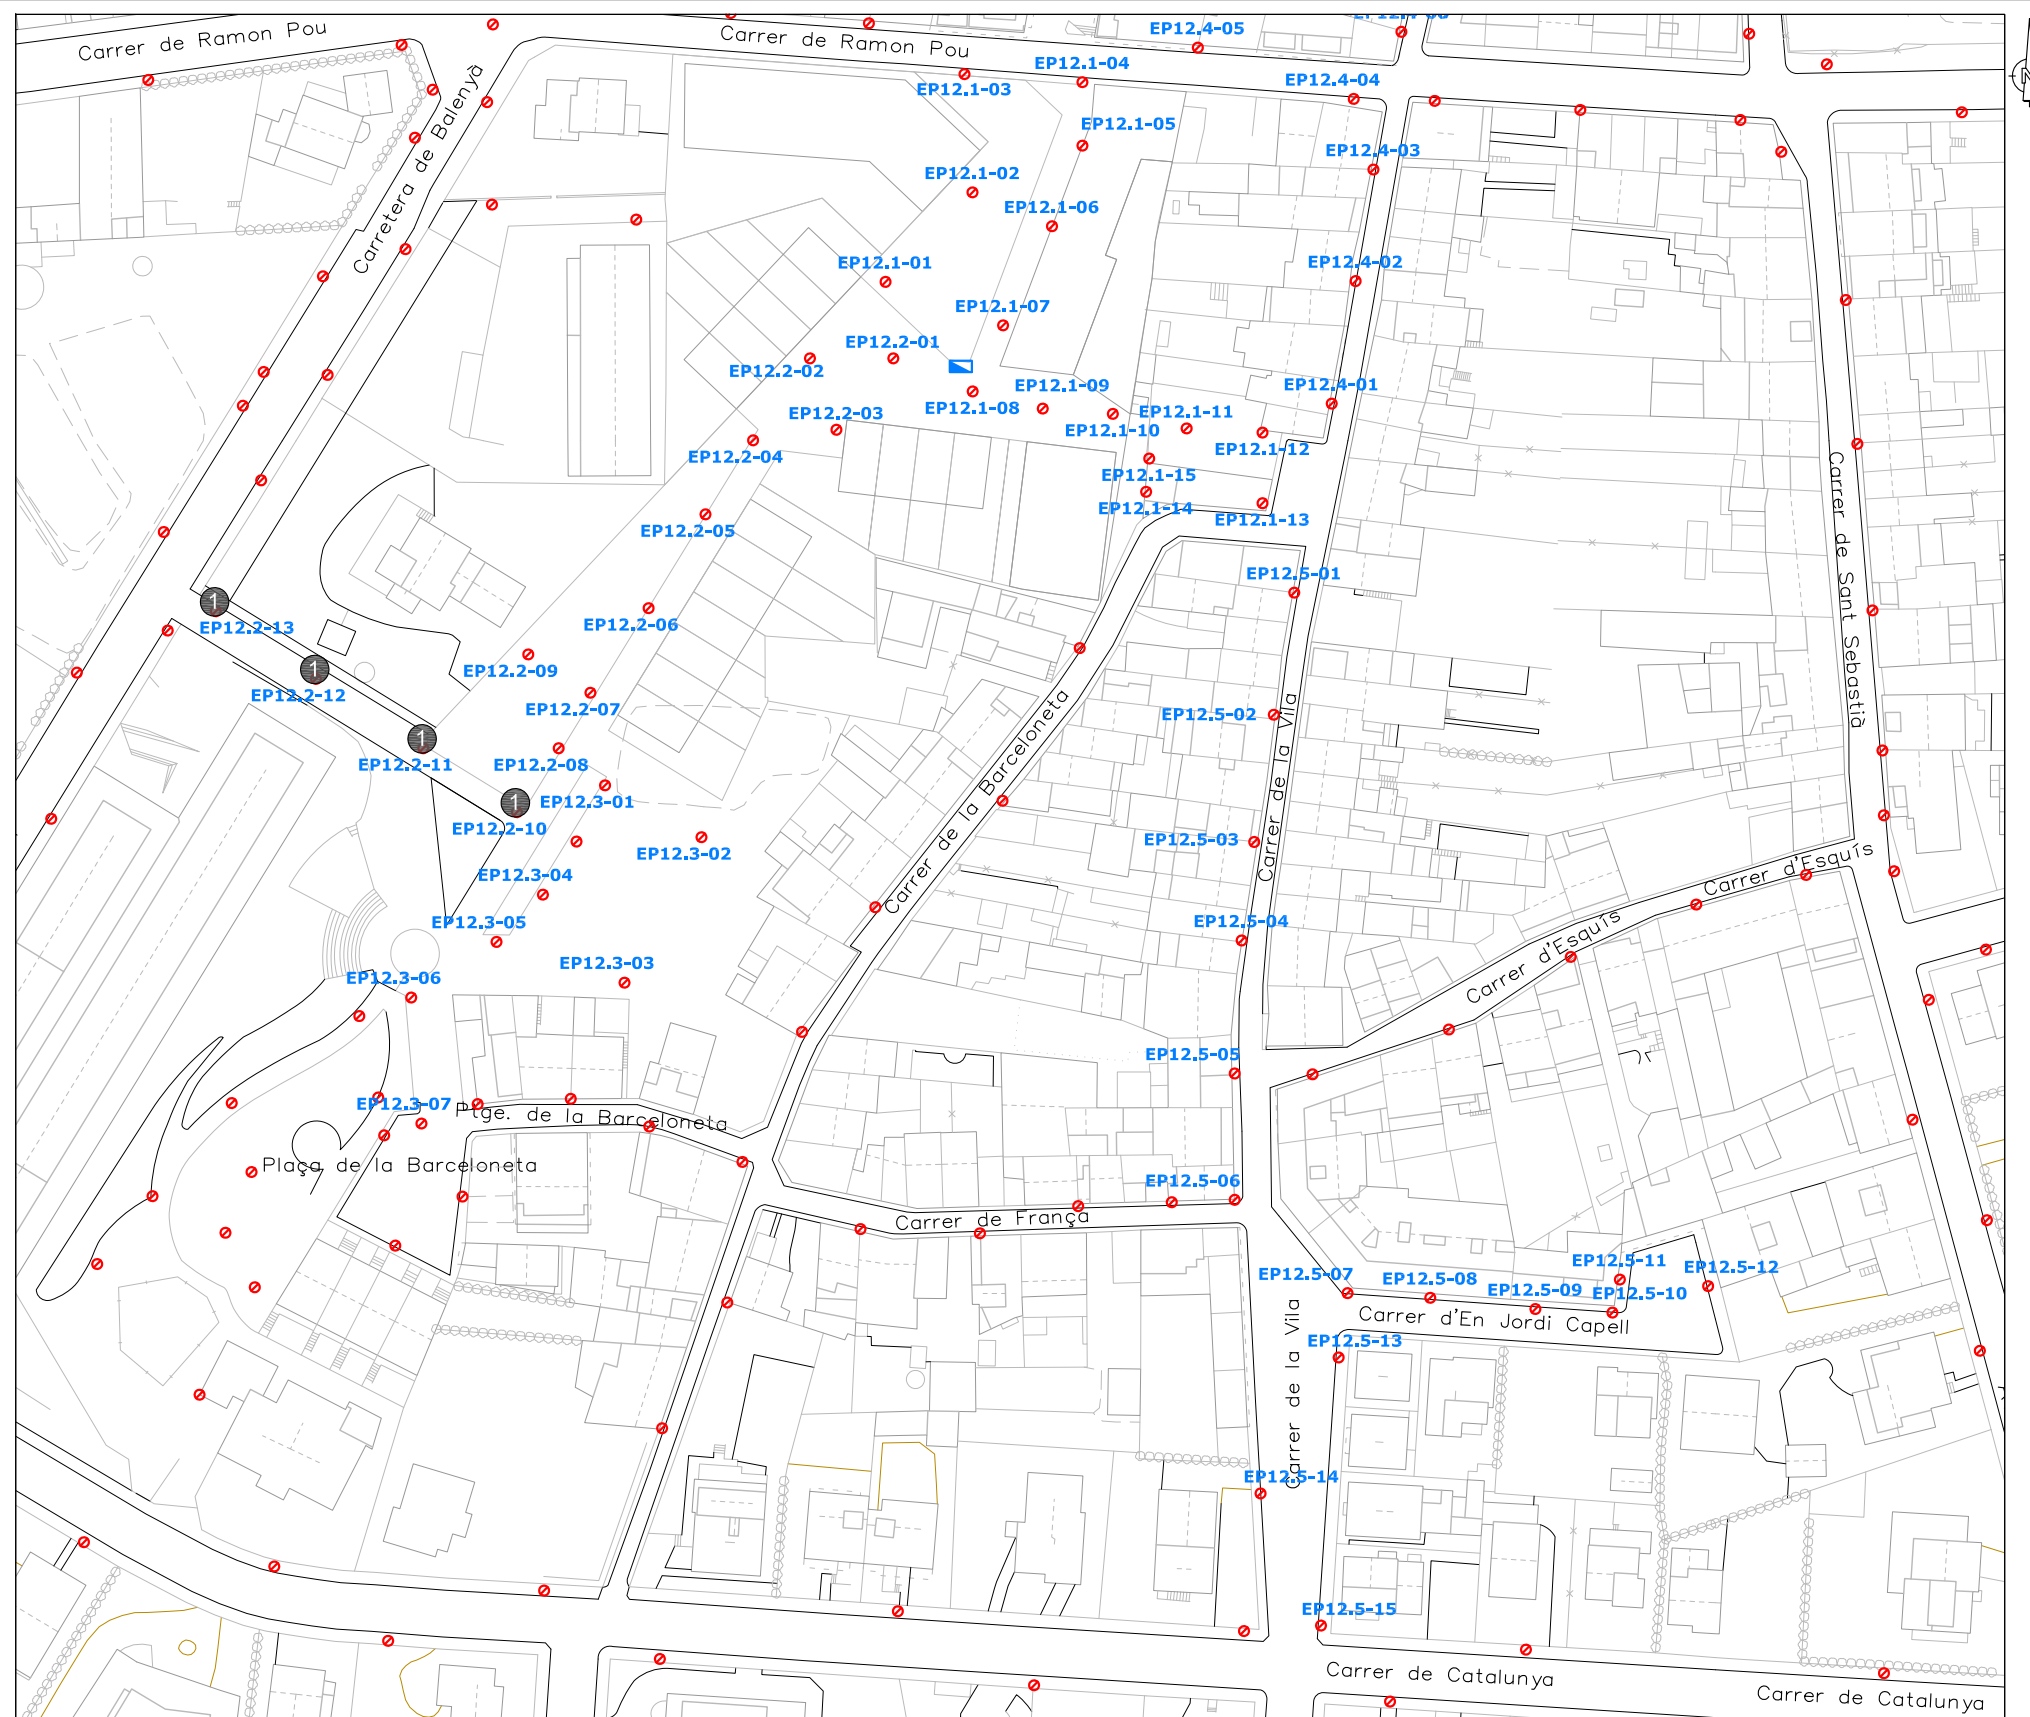 EP12.4-05
Carrer de Ramon Pou
Carrer de Ramon Pou
EP12.1-04
EP12.4-04
EP12.1-03
Carretera de Balenyà
EP12.1-05
EP12.4-03
EP12.1-02
EP12.1-06
EP12.1-01
EP12.4-02
EP12.1-07
EP12.2-01
EP12.2-02
EP12.1-09
EP12.4-01
EP12.1-08
EP12.2-03
EP12.1-11
EP12.1-10
EP12.1-12
EP12.2-04
EP12.1-15
EP12.1-14
EP12.1-13
EP12.2-05
Carrer de Sant Sebastià
EP12.5-01
1
EP12.2-13
EP12.2-06
1
EP12.2-12
EP12.2-09
EP12.2-07
EP12.5-02
Carrer de la Vila
Carrer de la Barceloneta
1
EP12.2-11
EP12.2-08
1
EP12.3-01
EP12.2-10
EP12.3-02
EP12.5-03
Carrer d'Esquís
EP12.3-04
EP12.3-05
EP12.5-04
Carrer d'Esquís
EP12.3-03
EP12.3-06
EP12.5-05
EP12.3-07
Ptge. de la Barceloneta
Plaça de la Barceloneta
EP12.5-06
Carrer de França
EP12.5-11
EP12.5-12
EP12.5-07
EP12.5-08
EP12.5-09
EP12.5-10
Carrer d'En Jordi Capell
EP12.5-13
Carrer de la Vila
EP12.5-14
EP12.5-15
Carrer de Catalunya
Carrer de Catalunya